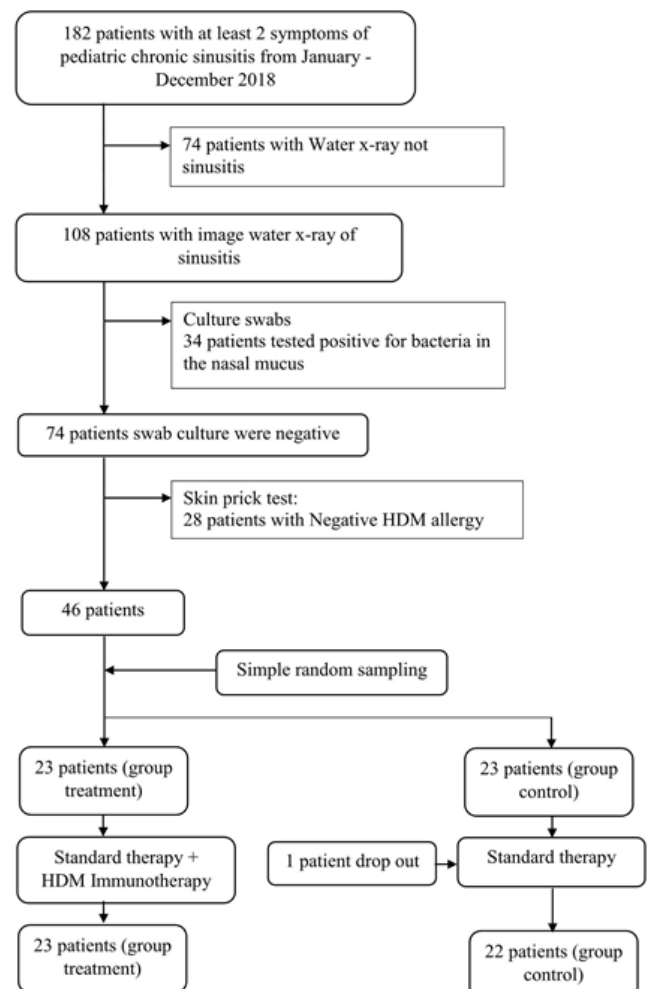 182 patients with at least 2 symptoms of
pediatric chronic sinusitis from January -
December 2018
74 patients with Water x-ray not
sinusitis
108 patients with image water x-ray of
sinusitis
Culture swabs
34 patients tested positive for bacteria in
the nasal mucus
74 patients swab culture were negative
Skin prick test:
28 patients with Negative HDM allergy
46 patients
Simple random sampling
23 patients (group
treatment)
23 patients (group
control)
Standard therapy +
HDM Immunotherapy
1 patient drop out
Standard therapy
23 patients (group
treatment)
22 patients (group
control)